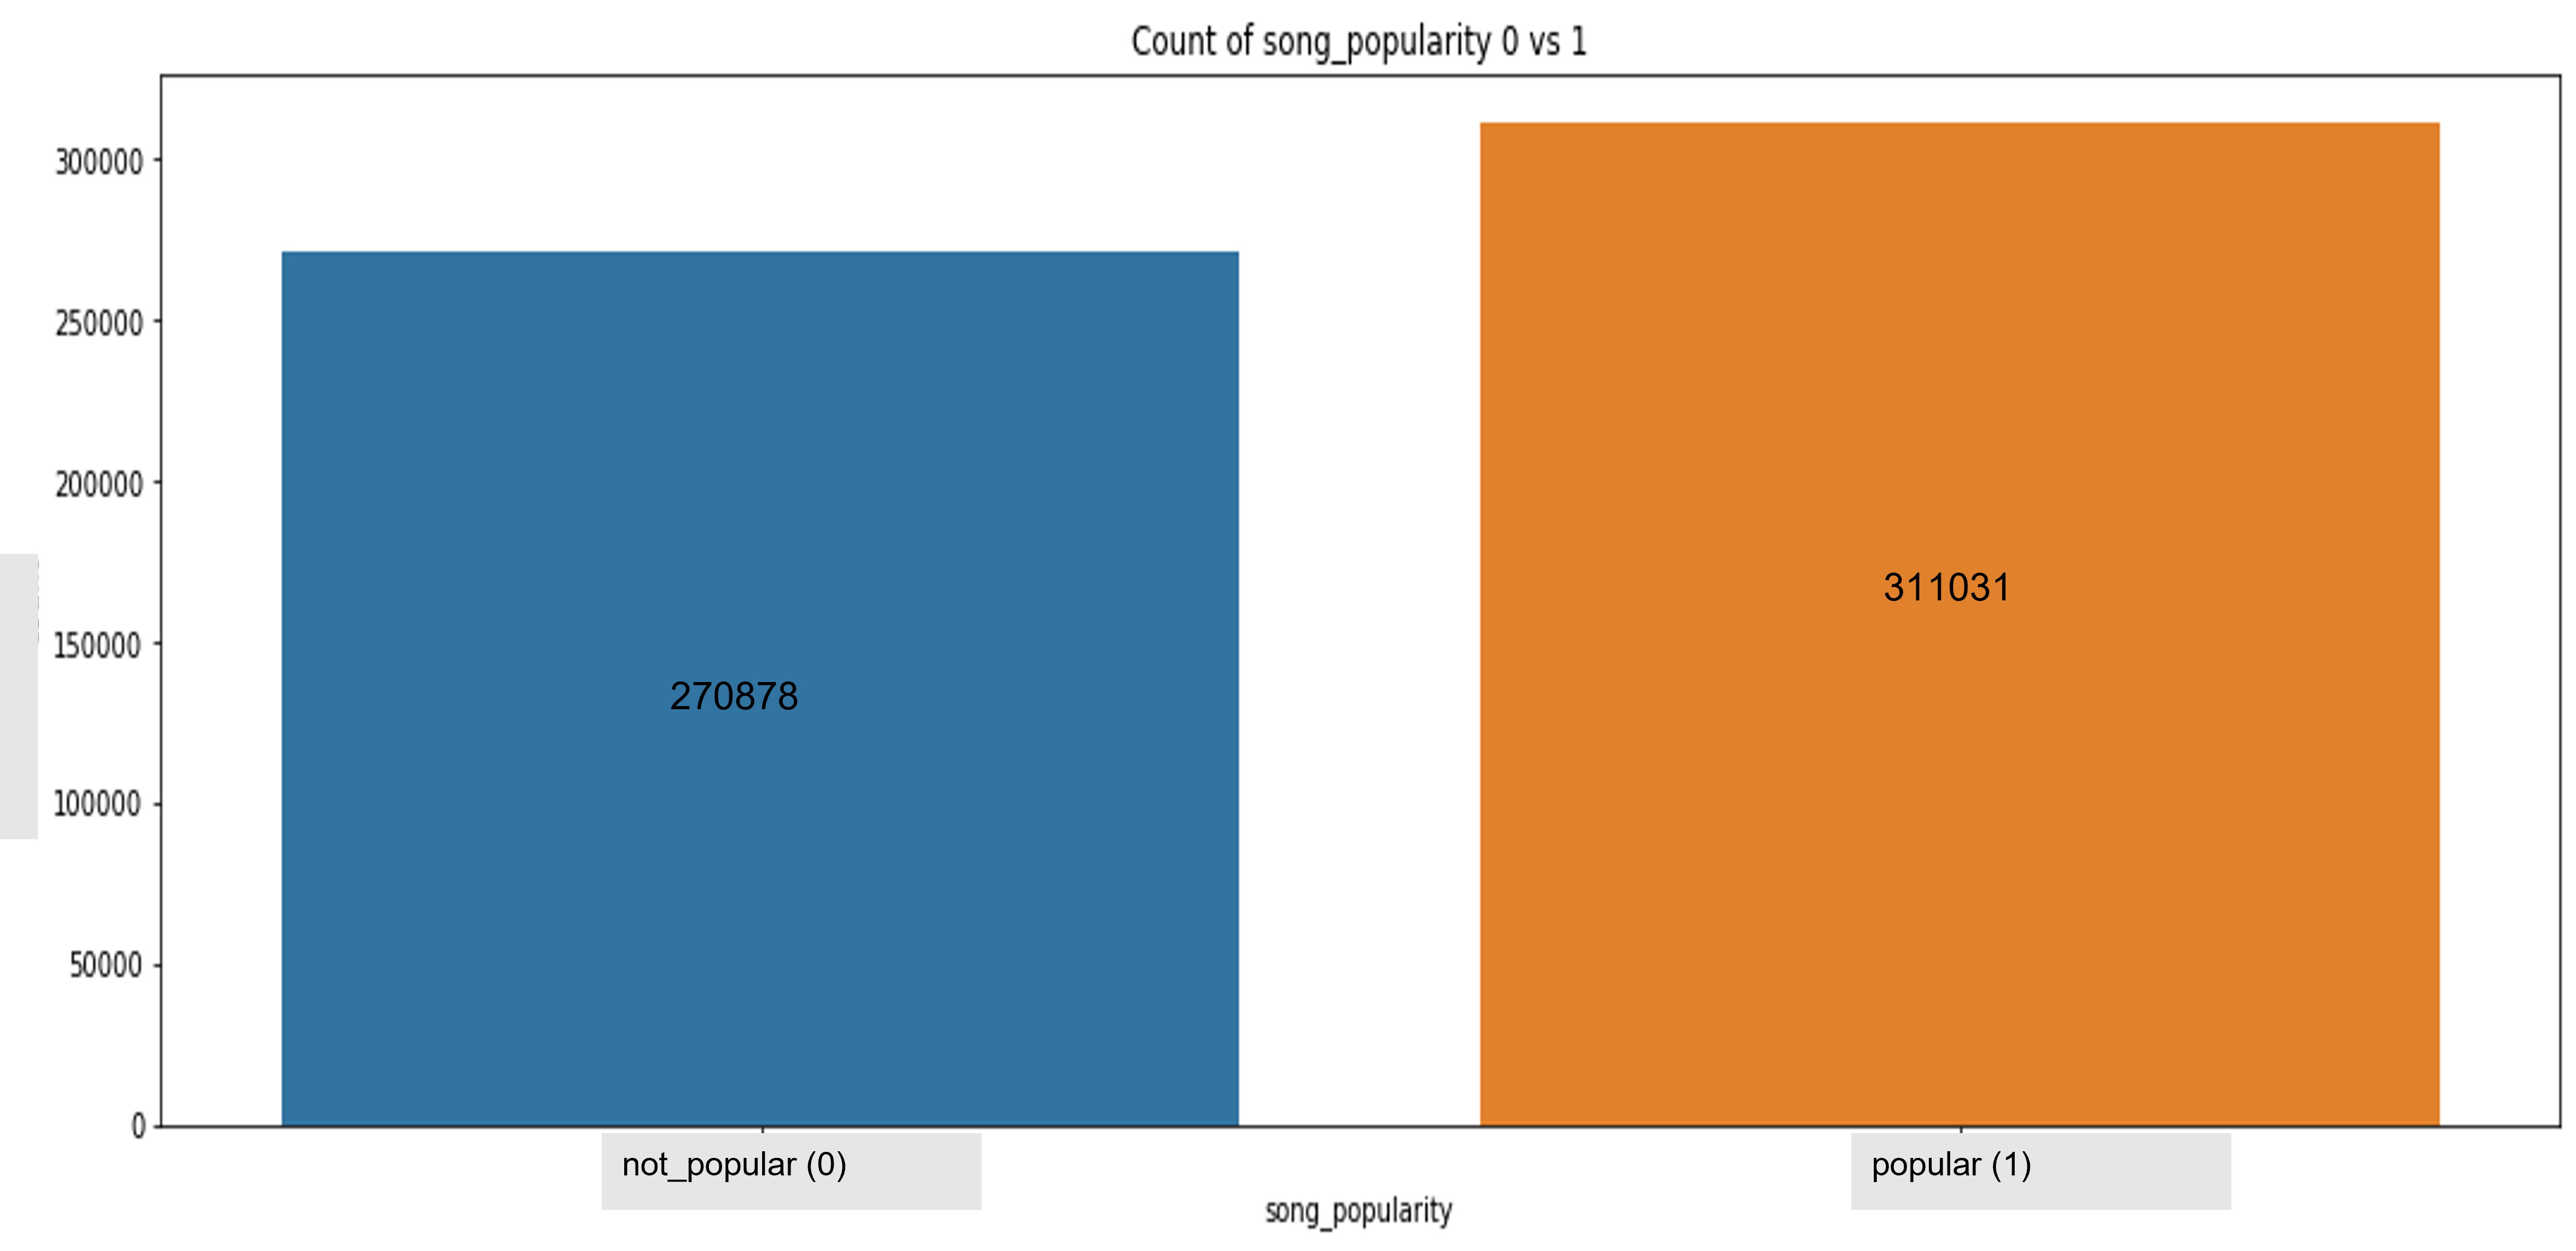 Count of song_popularity 0 vs 1
300000
250000
200000
150000
100000
50000
0
270878
311031
not_popular (0)
popular (1)
song_popularity